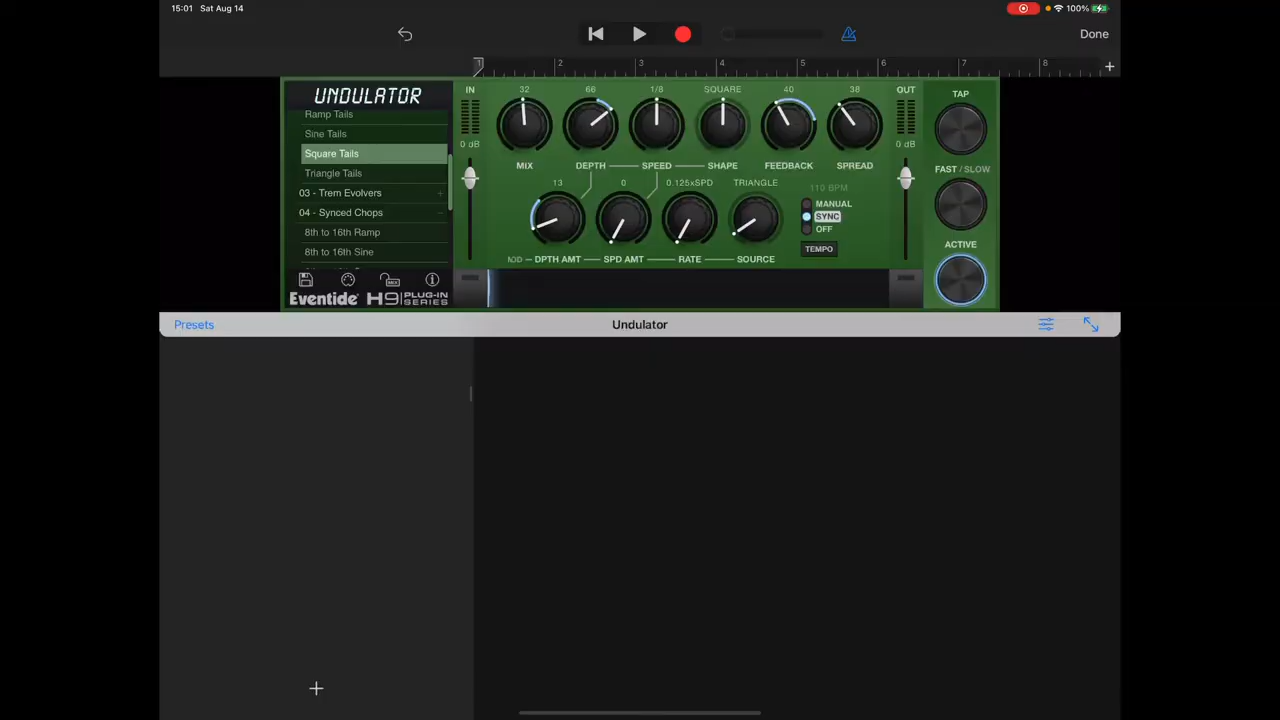 15:01 Sat Aug 14
100%
Done
1 2 3 4 5 6 7 8
UNDULATOR
Ramp Tails
Sine Tails
Square Tails
Triangle Tails
03 - Trem Evolvers +
04 - Synced Chops -
8th to 16th Ramp
8th to 16th Sine
Eventide H9 PLUG-IN SERIES
IN
0 dB
32 66 1/8 SQUARE 40 38
MIX DEPTH SPEED SHAPE FEEDBACK SPREAD
13 0 0.125xSPD TRIANGLE
MOD DPTH AMT SPD AMT RATE SOURCE
110 BPM
MANUAL
SYNC
OFF
TEMPO
OUT
0 dB
TAP
FAST / SLOW
ACTIVE
Presets Undulator